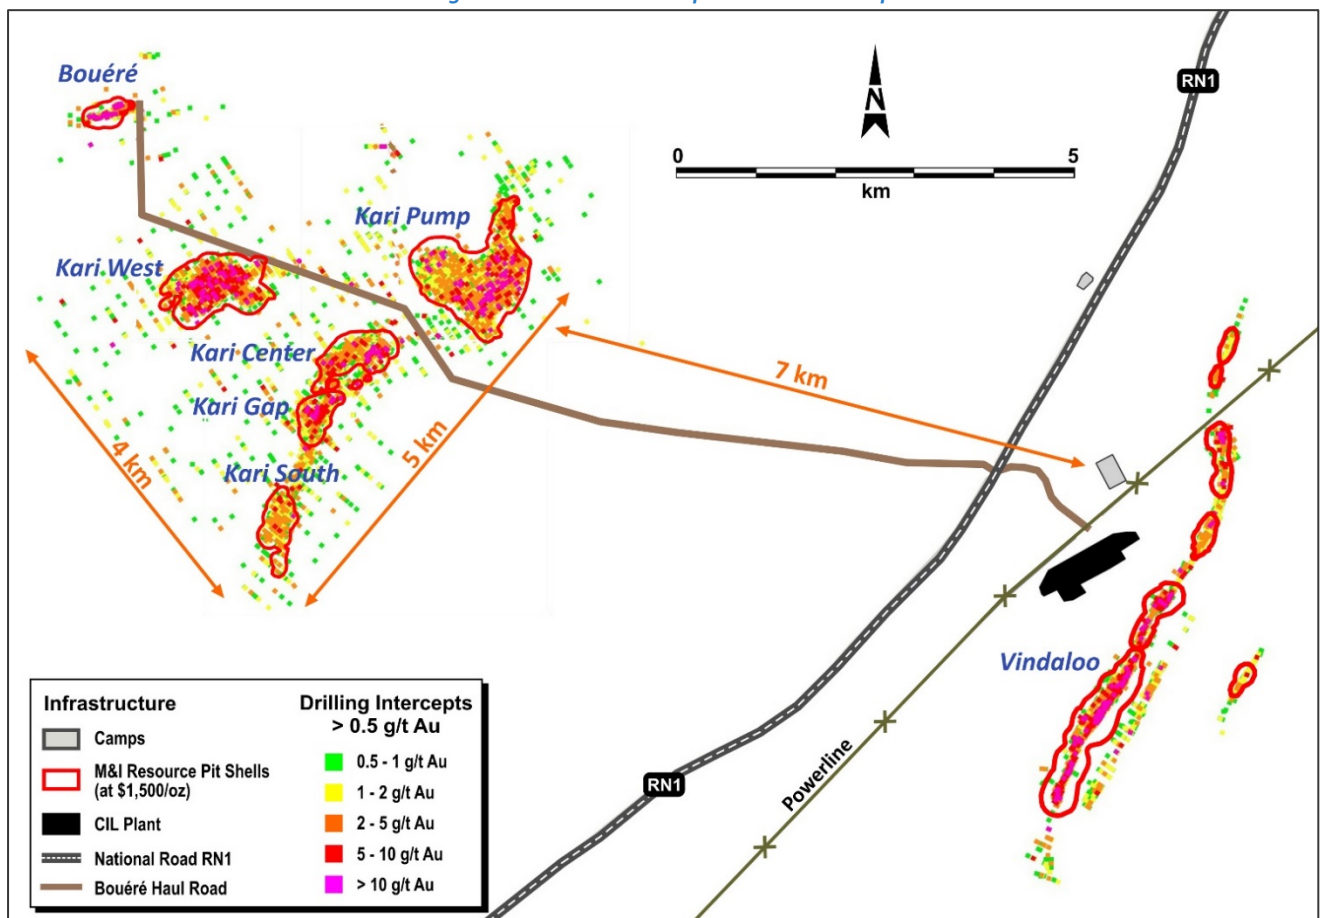 Bouéré
RN1
N
0
5
km
Kari Pump
Kari West
Kari Center
7 km
Kari Gap
5 km
4 km
Kari South
Vindaloo
Powerline
RN1
Infrastructure
Camps
M&I Resource Pit Shells
(at $1,500/oz)
CIL Plant
National Road RN1
Bouéré Haul Road
Drilling Intercepts
> 0.5 g/t Au
0.5 - 1 g/t Au
1 - 2 g/t Au
2 - 5 g/t Au
5 - 10 g/t Au
> 10 g/t Au